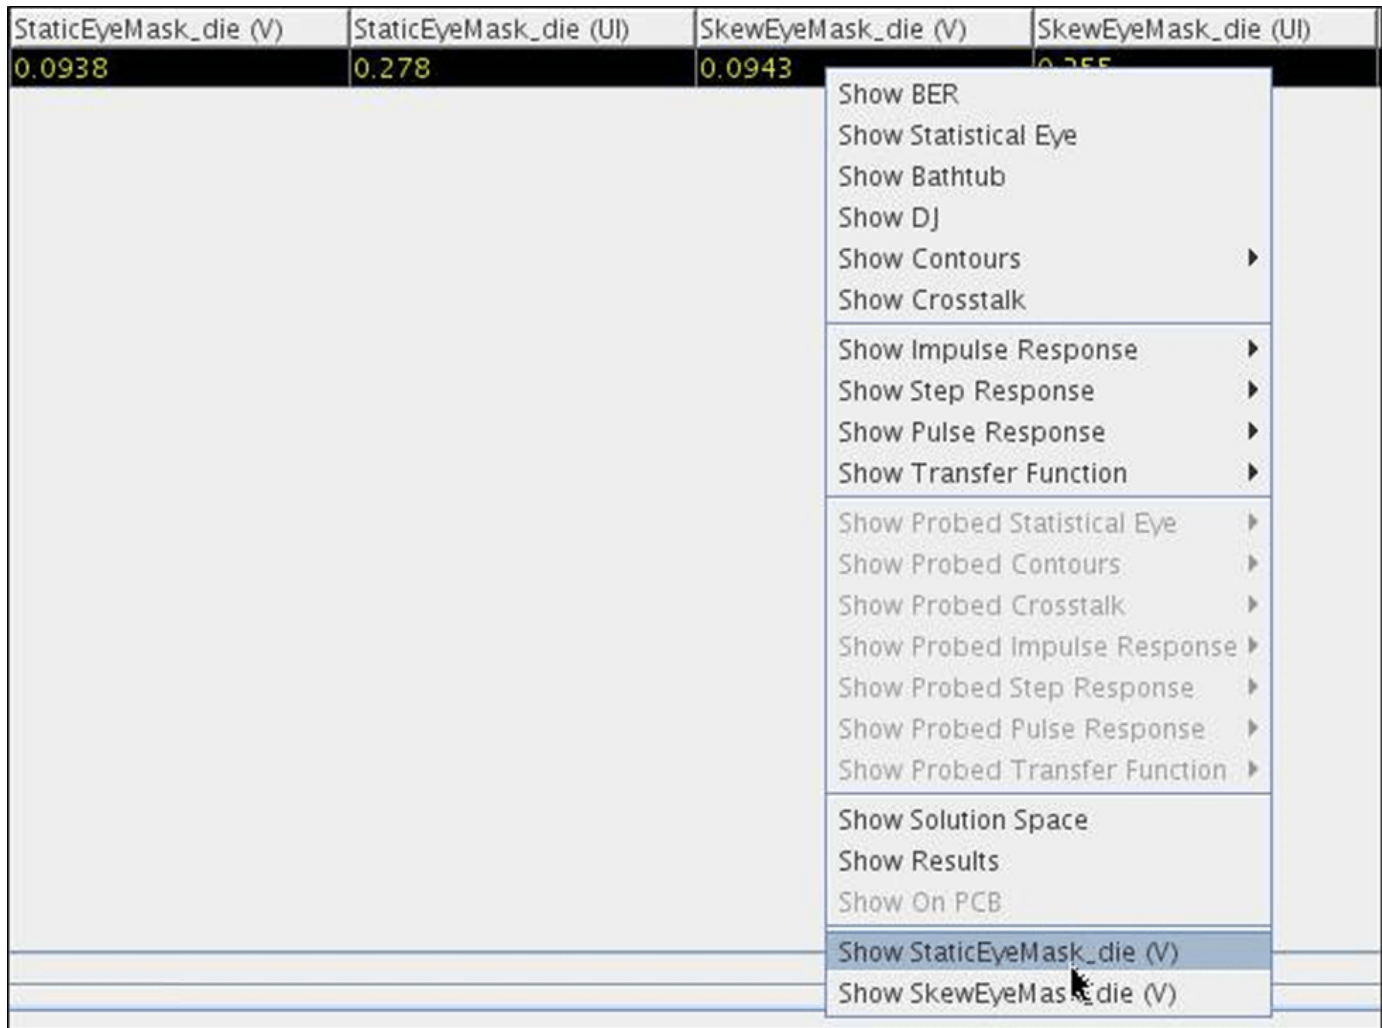 StaticEyeMask_die (V) StaticEyeMask_die (UI) SkewEyeMask_die (V) SkewEyeMask_die (UI)
0.0938 0.278 0.0943
Show BER
Show Statistical Eye
Show Bathtub
Show DJ
Show Contours
Show Crosstalk
Show Impulse Response
Show Step Response
Show Pulse Response
Show Transfer Function
Show Probed Statistical Eye
Show Probed Contours
Show Probed Crosstalk
Show Probed Impulse Response
Show Probed Step Response
Show Probed Pulse Response
Show Probed Transfer Function
Show Solution Space
Show Results
Show On PCB
Show StaticEyeMask_die (V)
Show SkewEyeMask_die (V)